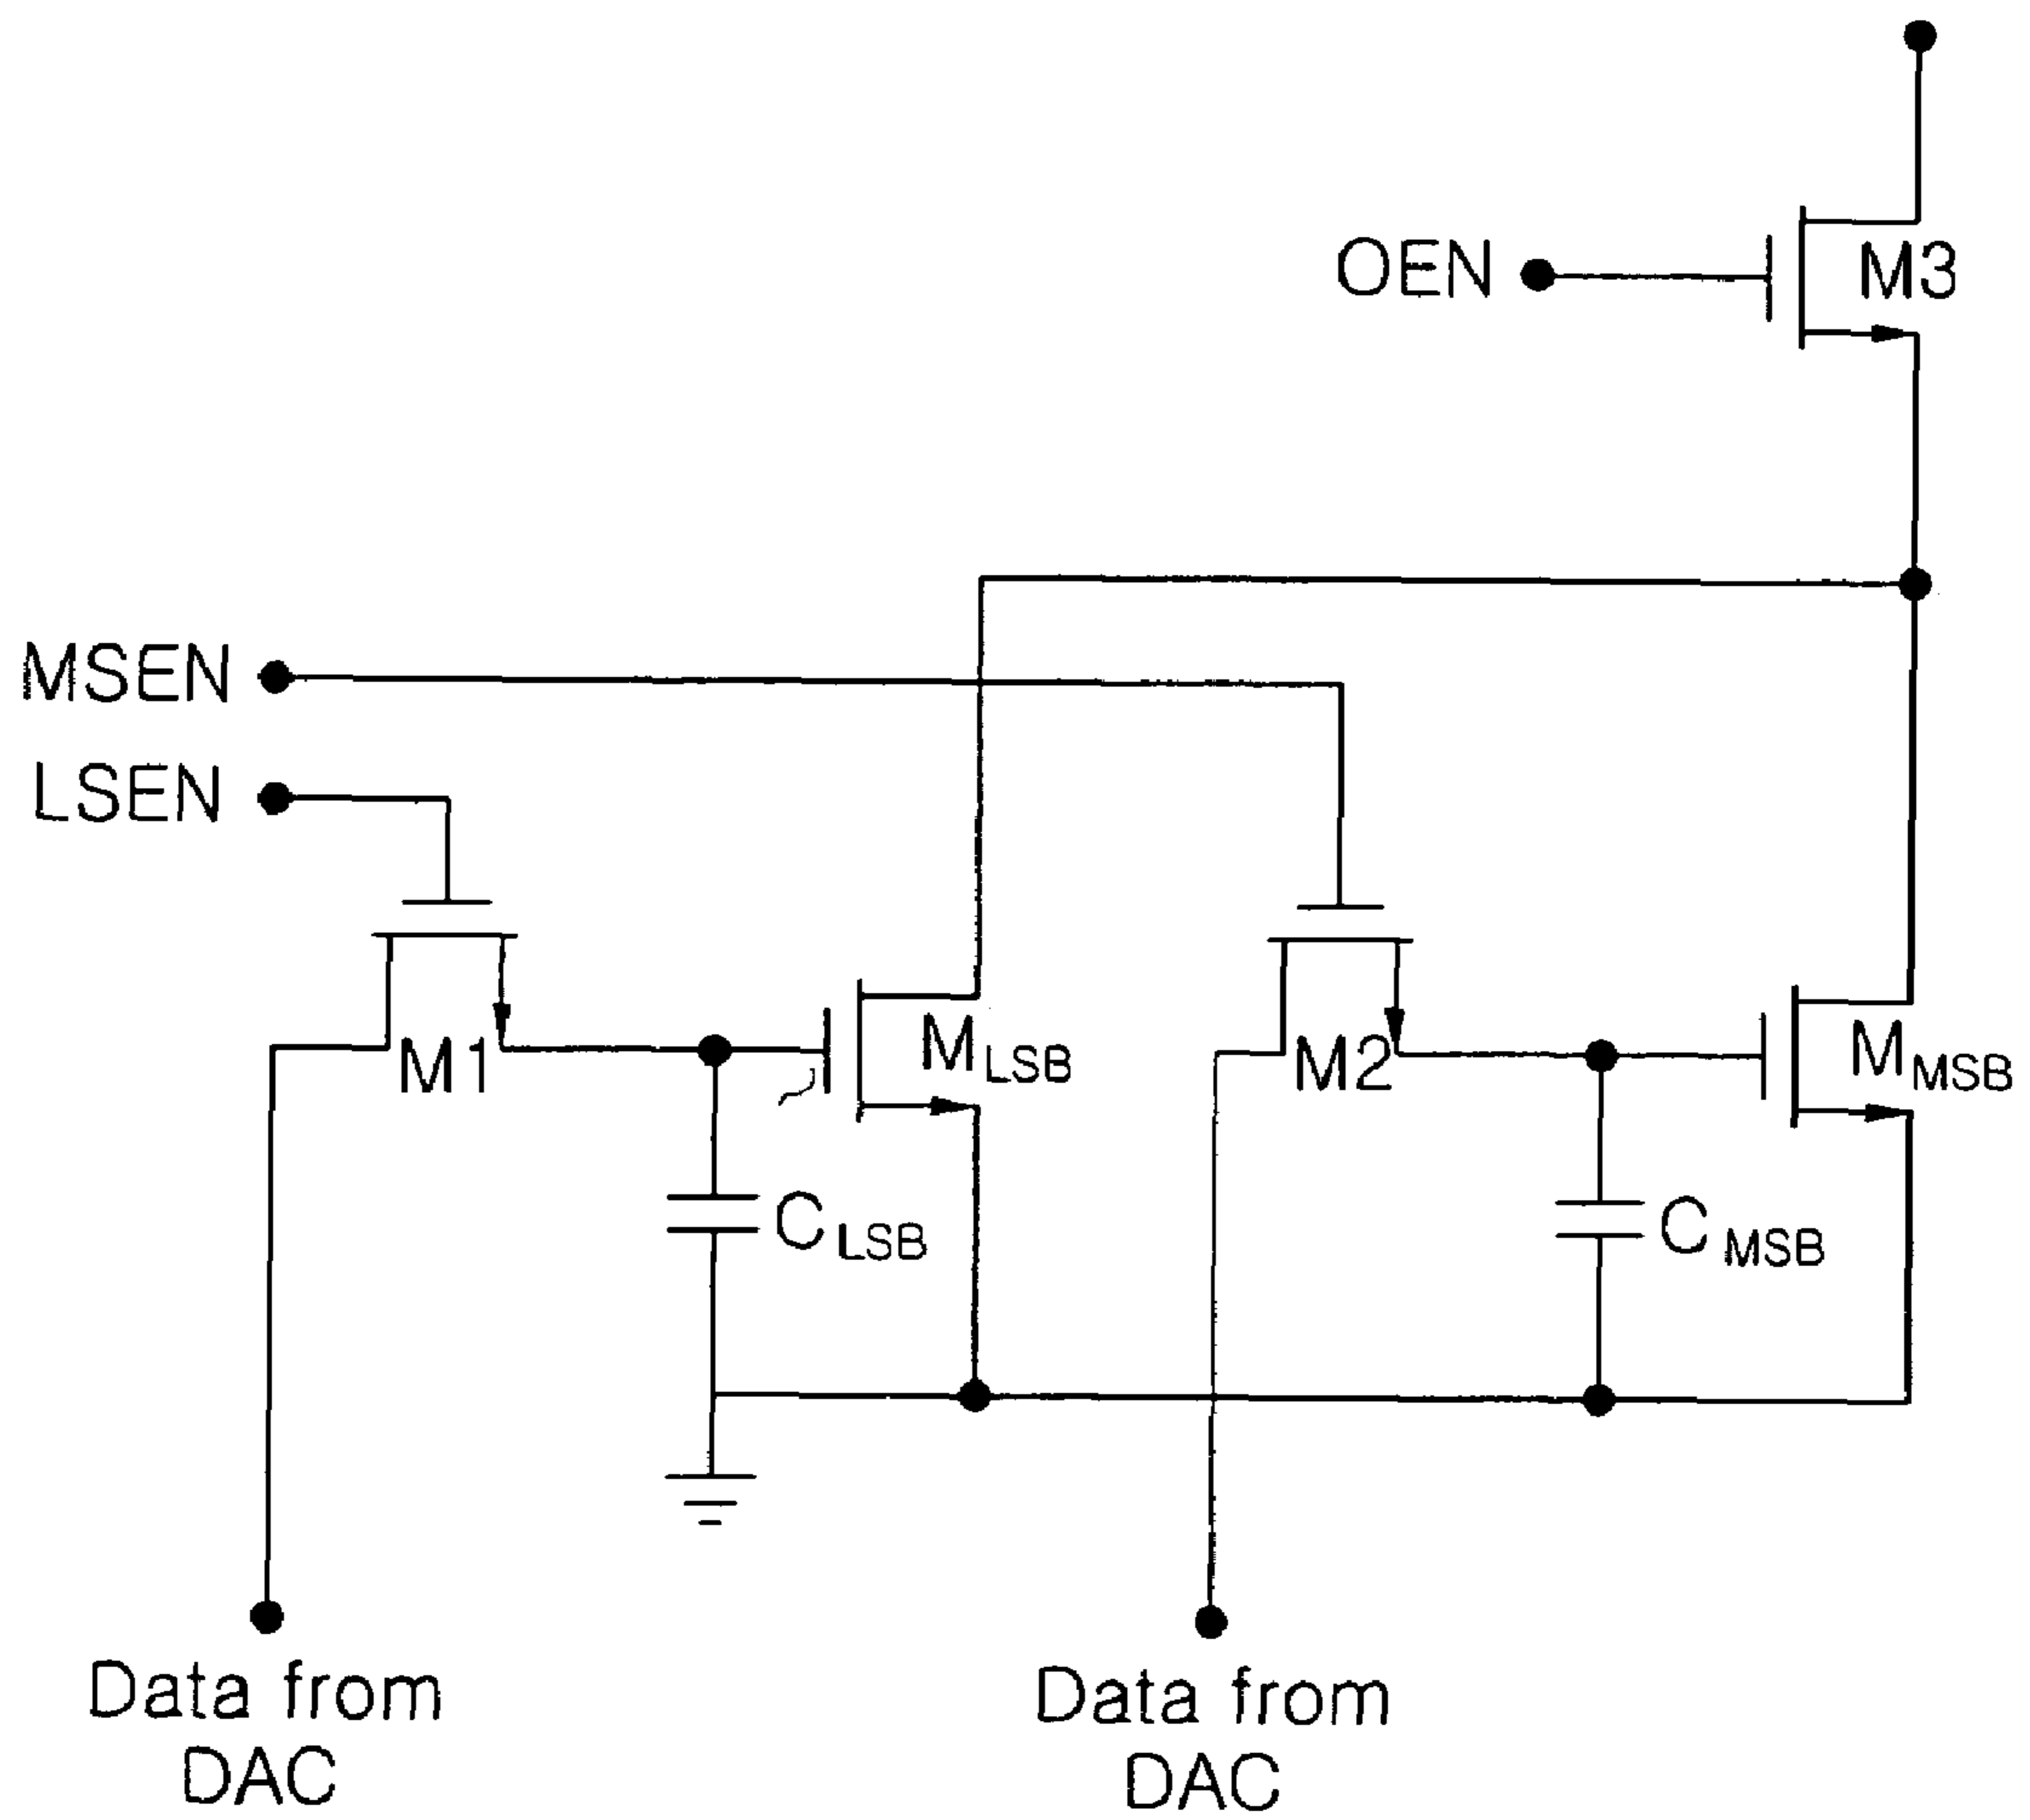 OEN
M3
MSEN
LSEN
M1
MLSB
M2
MMSB
CLSB
CMSB
Data from
DAC
Data from
DAC